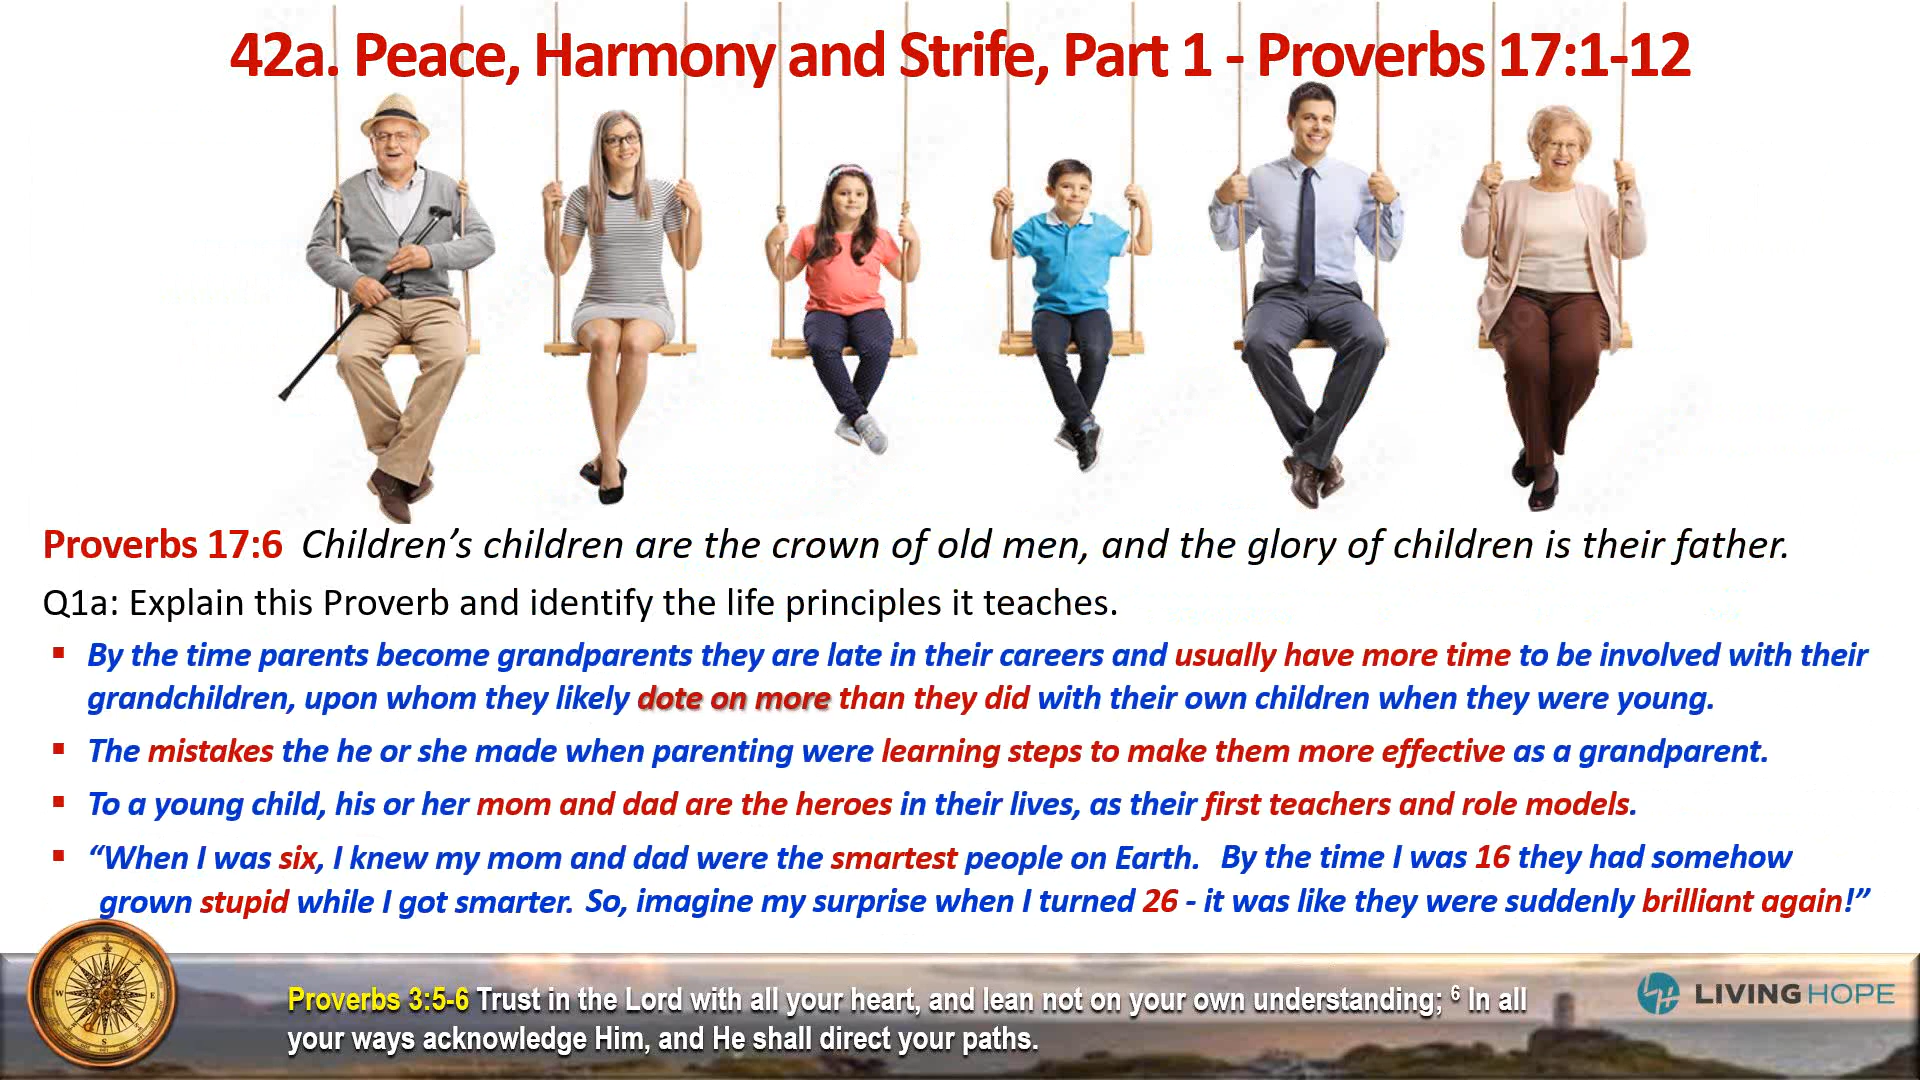 42a. Peace, Harmony and Strife, Part 1 - Proverbs 17:1-12
Proverbs 17:6 Children’s children are the crown of old men, and the glory of children is their father.
Q1a: Explain this Proverb and identify the life principles it teaches.
▪ By the time parents become grandparents they are late in their careers and usually have more time to be involved with their
grandchildren, upon whom they likely dote on more than they did with their own children when they were young.
▪ The mistakes the he or she made when parenting were learning steps to make them more effective as a grandparent.
▪ To a young child, his or her mom and dad are the heroes in their lives, as their first teachers and role models.
▪ “When I was six, I knew my mom and dad were the smartest people on Earth. By the time I was 16 they had somehow
grown stupid while I got smarter. So, imagine my surprise when I turned 26 - it was like they were suddenly brilliant again!”
Proverbs 3:5-6 Trust in the Lord with all your heart, and lean not on your own understanding; 6 In all
your ways acknowledge Him, and He shall direct your paths.
LH LIVING HOPE
W E
S